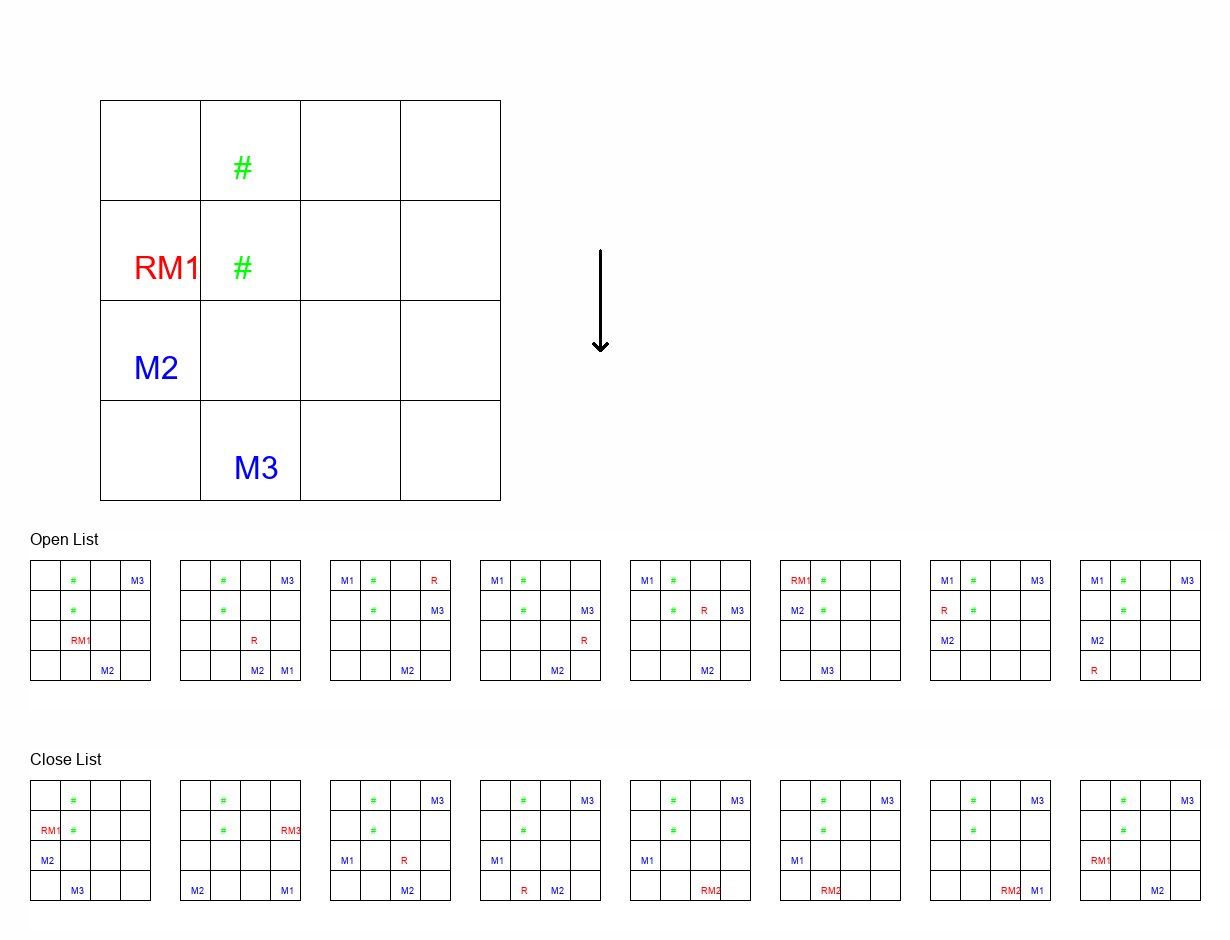 #
RM1 #
M2
M3
Open List
# M3 # M3 M1 # R M1 # M1 # RM1 # M1 # M3 M1 # M3
# # # M3 # M3 # R M3 M2 # R # #
RM1 R R M2 M2
M2 M2 M1 M2 M2 M2 M3 R
Close List
# # # M3 # M3 # M3 # M3 # M3 # M3
RM1 # # RM3 # # # # # #
M2 M1 R M1 M1 M1 RM1
M3 M2 M1 M2 R M2 RM2 RM2 RM2 M1 M2